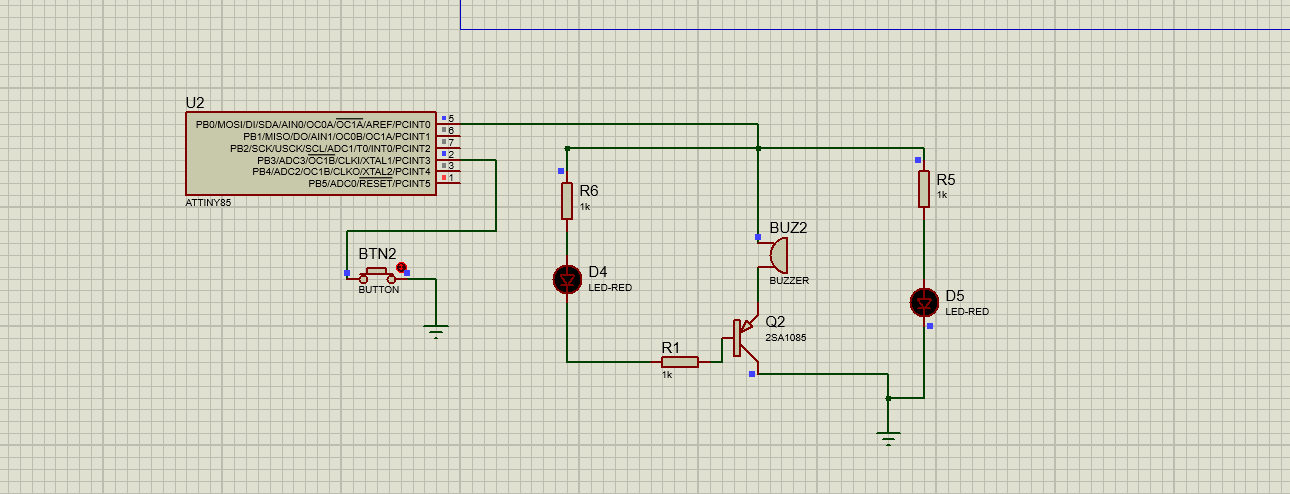 U2
PB0/MOSI/DI/SDA/AIN0/OC0A/OC1A/AREF/PCINT0 5
PB1/MISO/DO/AIN1/OC0B/OC1A/PCINT1 6
PB2/SCK/USCK/SCL/ADC1/T0/INT0/PCINT2 7
PB3/ADC3/OC1B/CLKI/XTAL1/PCINT3 2
PB4/ADC2/OC1B/CLKO/XTAL2/PCINT4 3
PB5/ADC0/RESET/PCINT5 1
ATTINY85
BTN2
BUTTON
R6
1k
D4
LED-RED
R1
1k
BUZ2
BUZZER
Q2
2SA1085
R5
1k
D5
LED-RED